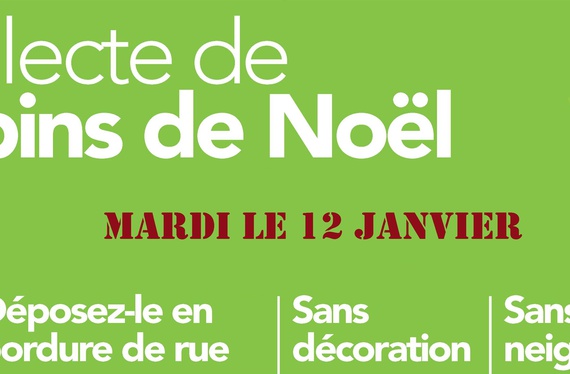 llecte de
pins de Noël
MARDI LE 12 JANVIER
Déposez-le en
bordure de rue
Sans
décoration
Sans
neig